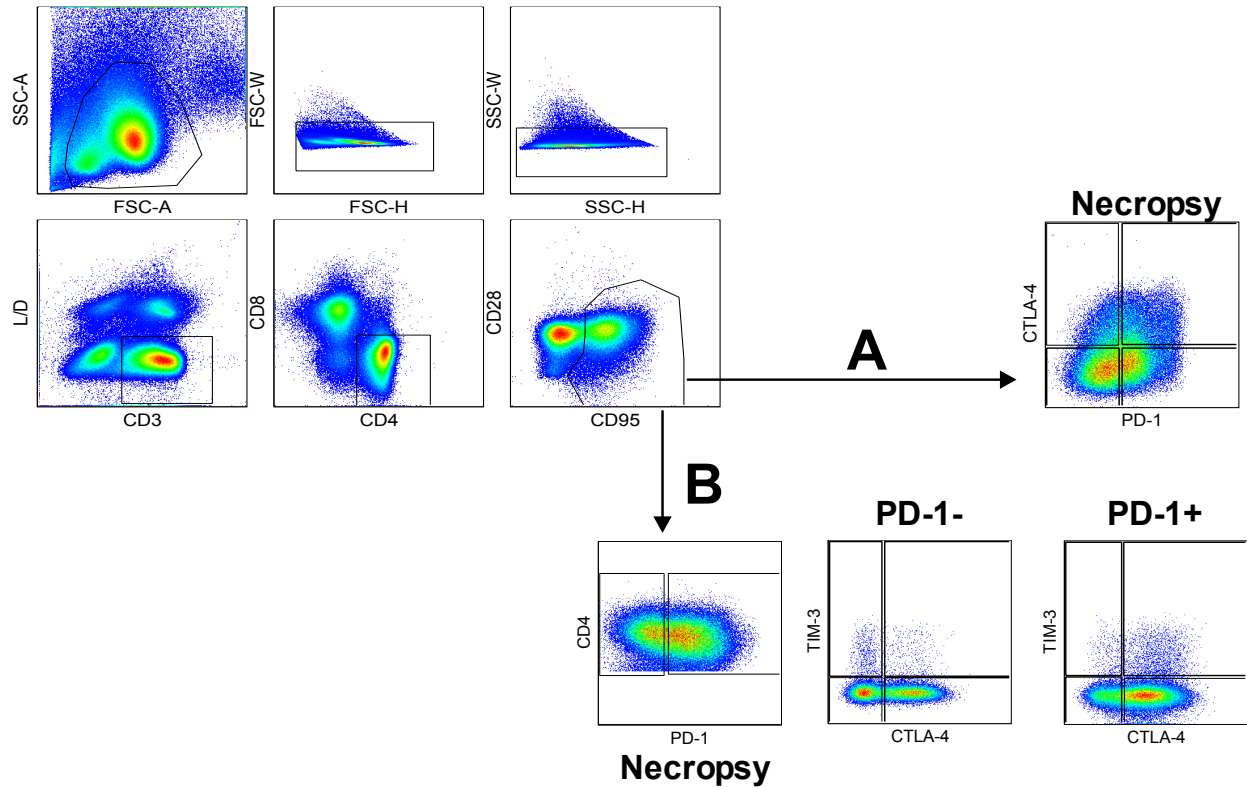 SSC-A
FSC-A
FSC-W
FSC-H
SSC-W
SSC-H
L/D
CD3
CD8
CD4
CD28
CD95
A
Necropsy
CTLA-4
PD-1
B
CD4
PD-1
Necropsy
PD-1-
TIM-3
CTLA-4
PD-1+
TIM-3
CTLA-4